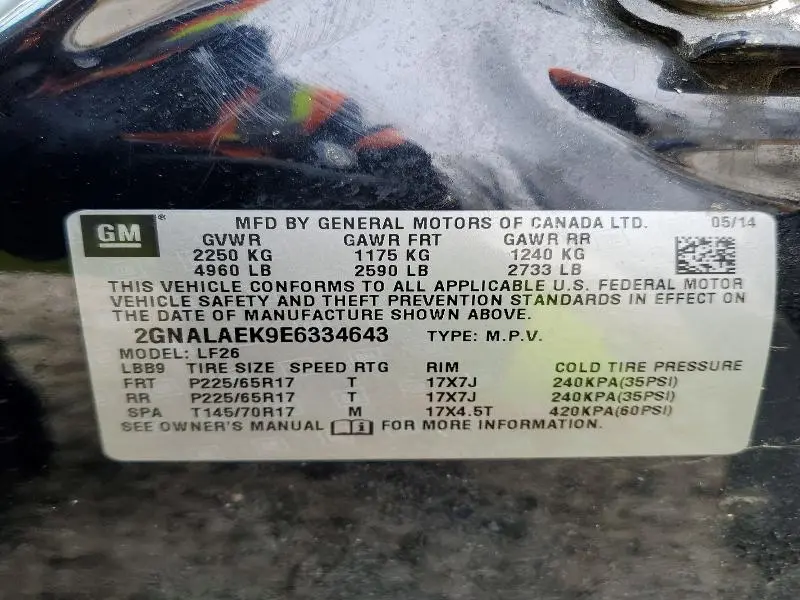 GM® MFD BY GENERAL MOTORS OF CANADA LTD. 05/14
GVWR GAWR FRT GAWR RR
2250 KG 1175 KG 1240 KG
4960 LB 2590 LB 2733 LB
THIS VEHICLE CONFORMS TO ALL APPLICABLE U.S. FEDERAL MOTOR
VEHICLE SAFETY AND THEFT PREVENTION STANDARDS IN EFFECT ON
THE DATE OF MANUFACTURE SHOWN ABOVE.
2GNALAEK9E6334643 TYPE: M.P.V.
MODEL: LF26
LBB9 TIRE SIZE SPEED RTG RIM COLD TIRE PRESSURE
FRT P225/65R17 T 17X7J 240KPA(35PSI)
RR P225/65R17 T 17X7J 240KPA(35PSI)
SPA T145/70R17 M 17X4.5T 420KPA(60PSI)
SEE OWNER'S MANUAL FOR MORE INFORMATION.